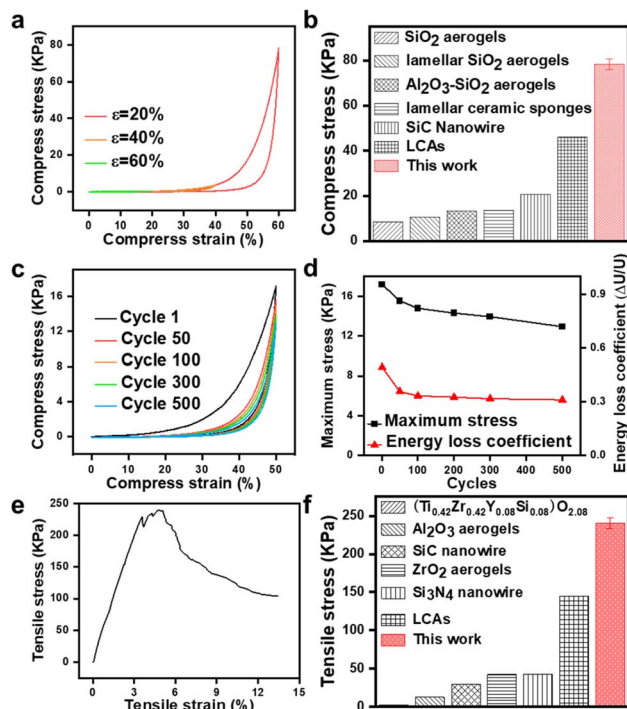 a
Compress stress (KPa)
80
60
40
20
0
ε=20%
ε=40%
ε=60%
0 10 20 30 40 50 60
Comprerss strain (%)
b
Compress stress (KPa)
80
60
40
20
0
SiO2 aerogels
lamellar SiO2 aerogels
Al2O3-SiO2 aerogels
lamellar ceramic sponges
SiC Nanowire
LCAs
This work
c
Compress stress (KPa)
16
12
8
4
0
Cycle 1
Cycle 50
Cycle 100
Cycle 300
Cycle 500
0 10 20 30 40 50
Compress strain (%)
d
Maximum stress (KPa)
16
12
8
4
0
Maximum stress
Energy loss coefficient
0 100 200 300 400 500
Cycles
0.9
0.6
0.3
0.0
Energy loss coefficient (ΔU/U)
e
Tensile stress (KPa)
250
200
150
100
50
0
0 3 6 9 12 15
Tensile strain (%)
f
Tensile stress (KPa)
250
200
150
100
50
0
(Ti0.42Zr0.42Y0.08Si0.08)O2.08
Al2O3 aerogels
SiC nanowire
ZrO2 aerogels
Si3N4 nanowire
LCAs
This work